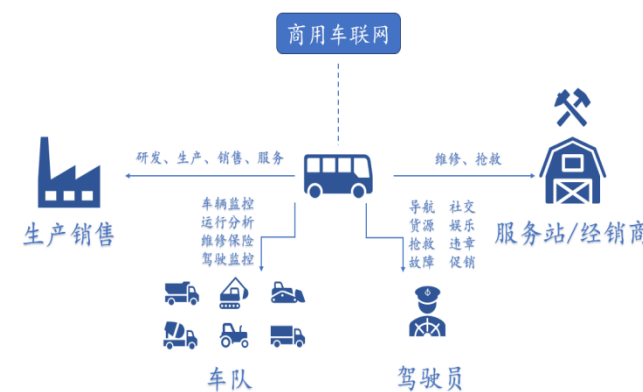 商用车联网
研发、生产、销售、服务
维修、抢救
生产销售
车辆监控
运行分析
维修保险
驾驶监控
导航 社交
货源 娱乐
抢救 违章
故障 促销
服务站/经销商
车队
驾驶员